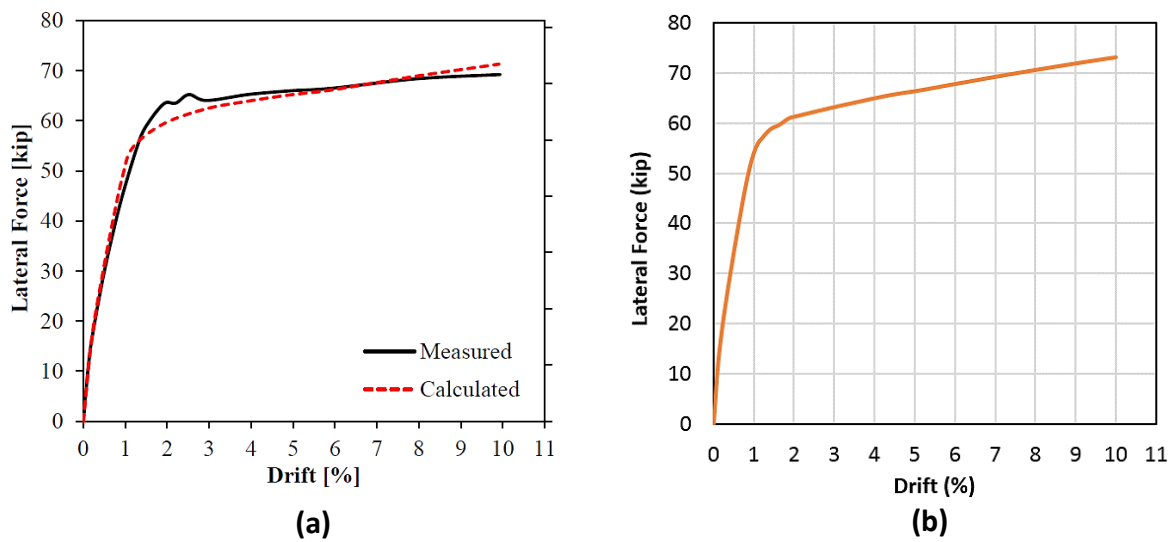 80
70
60
50
40
30
20
10
0
Lateral Force [kip]
Measured
Calculated
0 1 2 3 4 5 6 7 8 9 10 11
Drift [%]
(a)
80
70
60
50
40
30
20
10
0
Lateral Force (kip)
0 1 2 3 4 5 6 7 8 9 10 11
Drift (%)
(b)